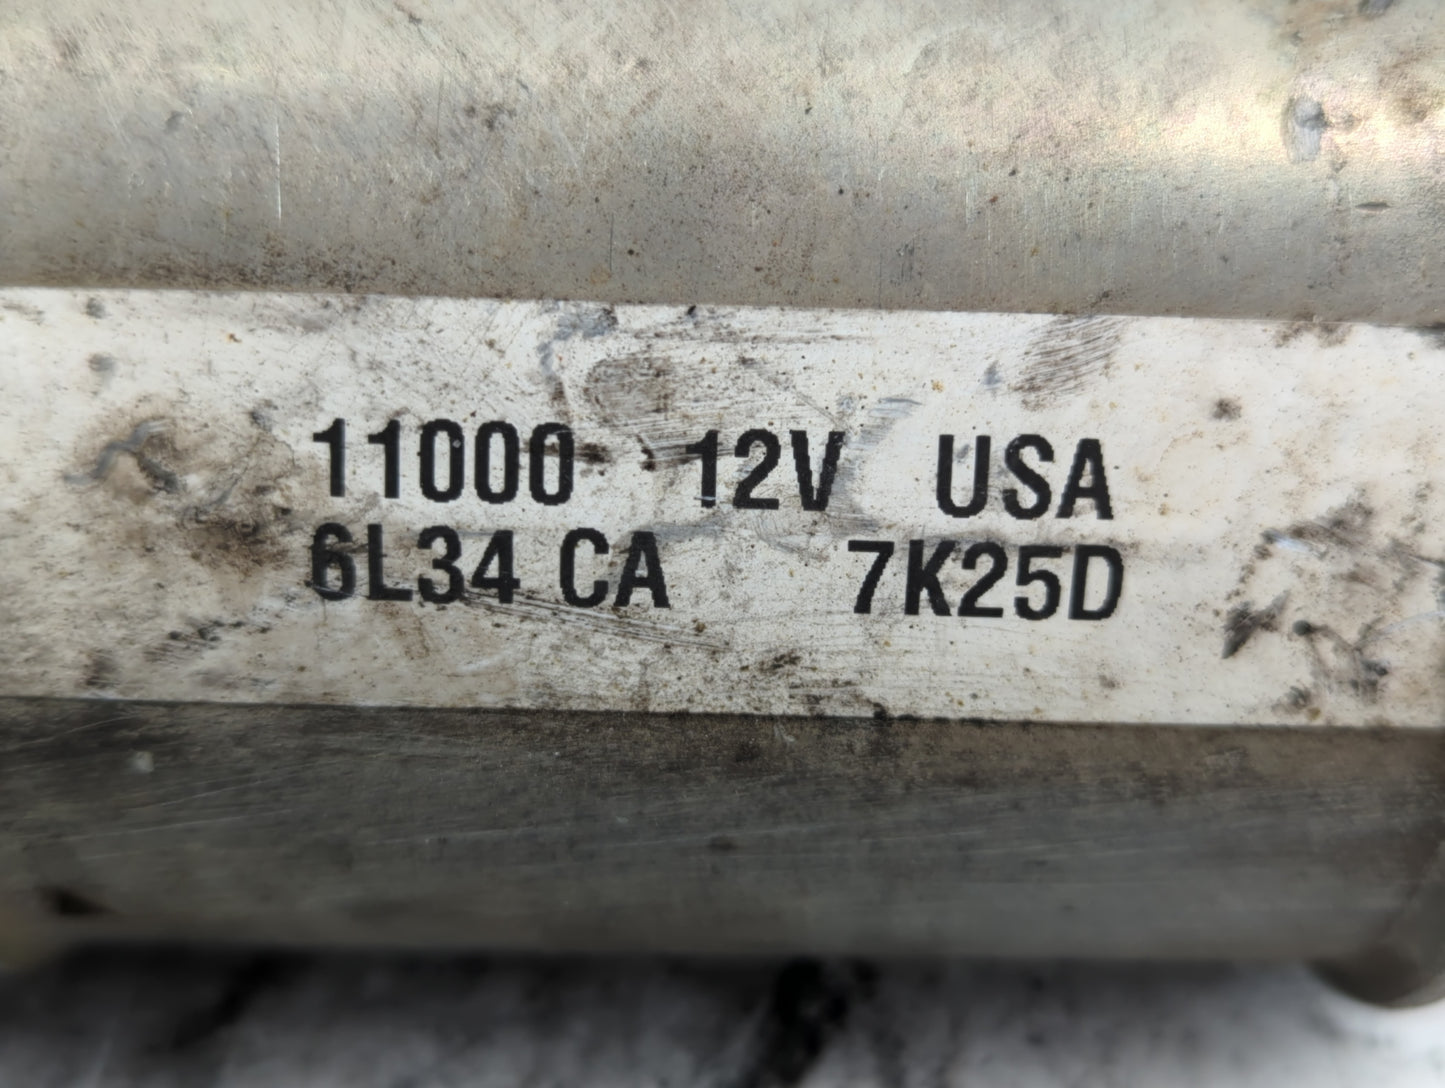 11000 12V USA
6L34 CA 7K25D